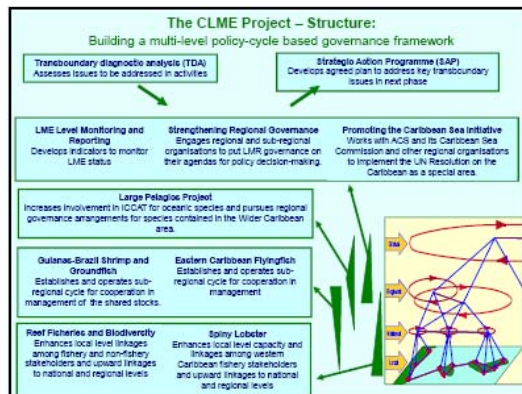 The CLME Project – Structure:
Building a multi-level policy-cycle based governance framework
Transboundary diagnostic analysis (TDA)
Assesses issues to be addressed in activities
Strategic Action Programme (SAP)
Develops agreed plan to address key transboundary
issues in next phase
LME Level Monitoring and
Reporting
Develops indicators to monitor
LME status
Strengthening Regional Governance
Engages regional and sub-regional
organisations to put LMR governance on
their agendas for policy decision-making.
Promoting the Caribbean Sea Initiative
Works with ACS and its Caribbean Sea
Commission and other regional organisations
to implement the UN Resolution on the
Caribbean as a special area.
Large Pelagics Project
Increases involvement in ICCAT for oceanic species and pursues regional
governance arrangements for species contained in the Wider Caribbean
area.
Guianas-Brazil Shrimp and
Groundfish
Establishes and operates sub-
regional cycle for cooperation in
management of the shared stocks.
Eastern Caribbean Flyingfish
Establishes and operates sub-
regional cycle for cooperation in
management
Reef Fisheries and Biodiversity
Enhances local level linkages
among fishery and non-fishery
stakeholders and upward linkages
to national and regional levels
Spiny Lobster
Enhances local level capacity and
linkages among western
Caribbean fishery stakeholders
and upward linkages to national
and regional levels
Regional
National
Local